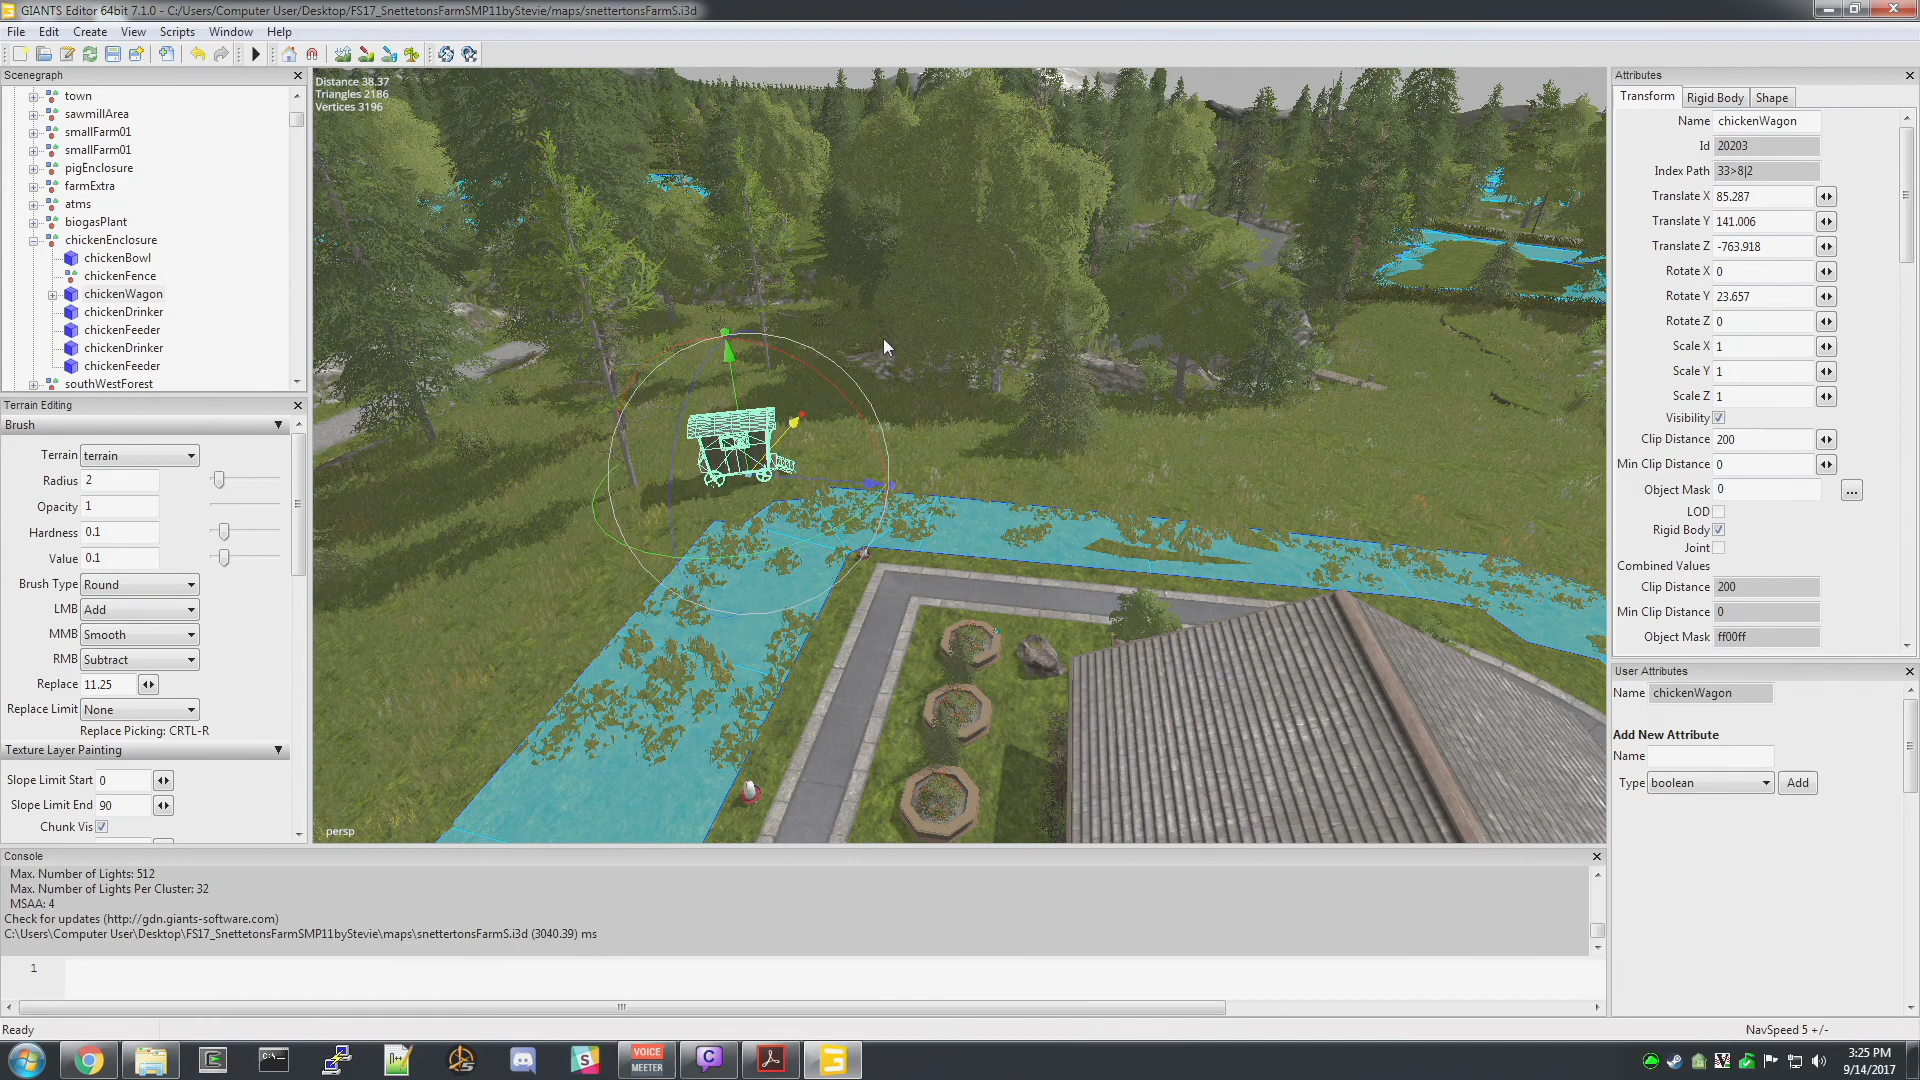 GIANTS Editor 64bit 7.1.0 - C:/Users/Computer User/Desktop/FS17_SnettetonsFarmSMP11byStevie/maps/snettertonsFarmS.i3d
File Edit Create View Scripts Window Help
Scenegraph
town
sawmillArea
smallFarm01
smallFarm01
pigEnclosure
farmExtra
atms
biogasPlant
chickenEnclosure
chickenBowl
chickenFence
chickenWagon
chickenDrinker
chickenFeeder
chickenDrinker
chickenFeeder
southWestForest
Terrain Editing
Brush
Terrain terrain
Radius 2
Opacity 1
Hardness 0.1
Value 0.1
Brush Type Round
LMB Add
MMB Smooth
RMB Subtract
Replace 11.25
Replace Limit None
Replace Picking: CRTL-R
Texture Layer Painting
Slope Limit Start 0
Slope Limit End 90
Chunk Vis
Distance 38.37
Triangles 2186
Vertices 3196
persp
Attributes
Transform Rigid Body Shape
Name chickenWagon
Id 20203
Index Path 33>8|2
Translate X 85.287
Translate Y 141.006
Translate Z -763.918
Rotate X 0
Rotate Y 23.657
Rotate Z 0
Scale X 1
Scale Y 1
Scale Z 1
Visibility
Clip Distance 200
Min Clip Distance 0
Object Mask 0 ...
LOD
Rigid Body
Joint
Combined Values
Clip Distance 200
Min Clip Distance 0
Object Mask ff00ff
User Attributes
Name chickenWagon
Add New Attribute
Name
Type boolean Add
Console
Max. Number of Lights: 512
Max. Number of Lights Per Cluster: 32
MSAA: 4
Check for updates (http://gdn.giants-software.com)
C:\Users\Computer User\Desktop\FS17_SnettetonsFarmSMP11byStevie\maps\snettertonsFarmS.i3d (3040.39) ms
1
Ready
NavSpeed 5 +/-
VOICE
MEETER
3:25 PM
9/14/2017